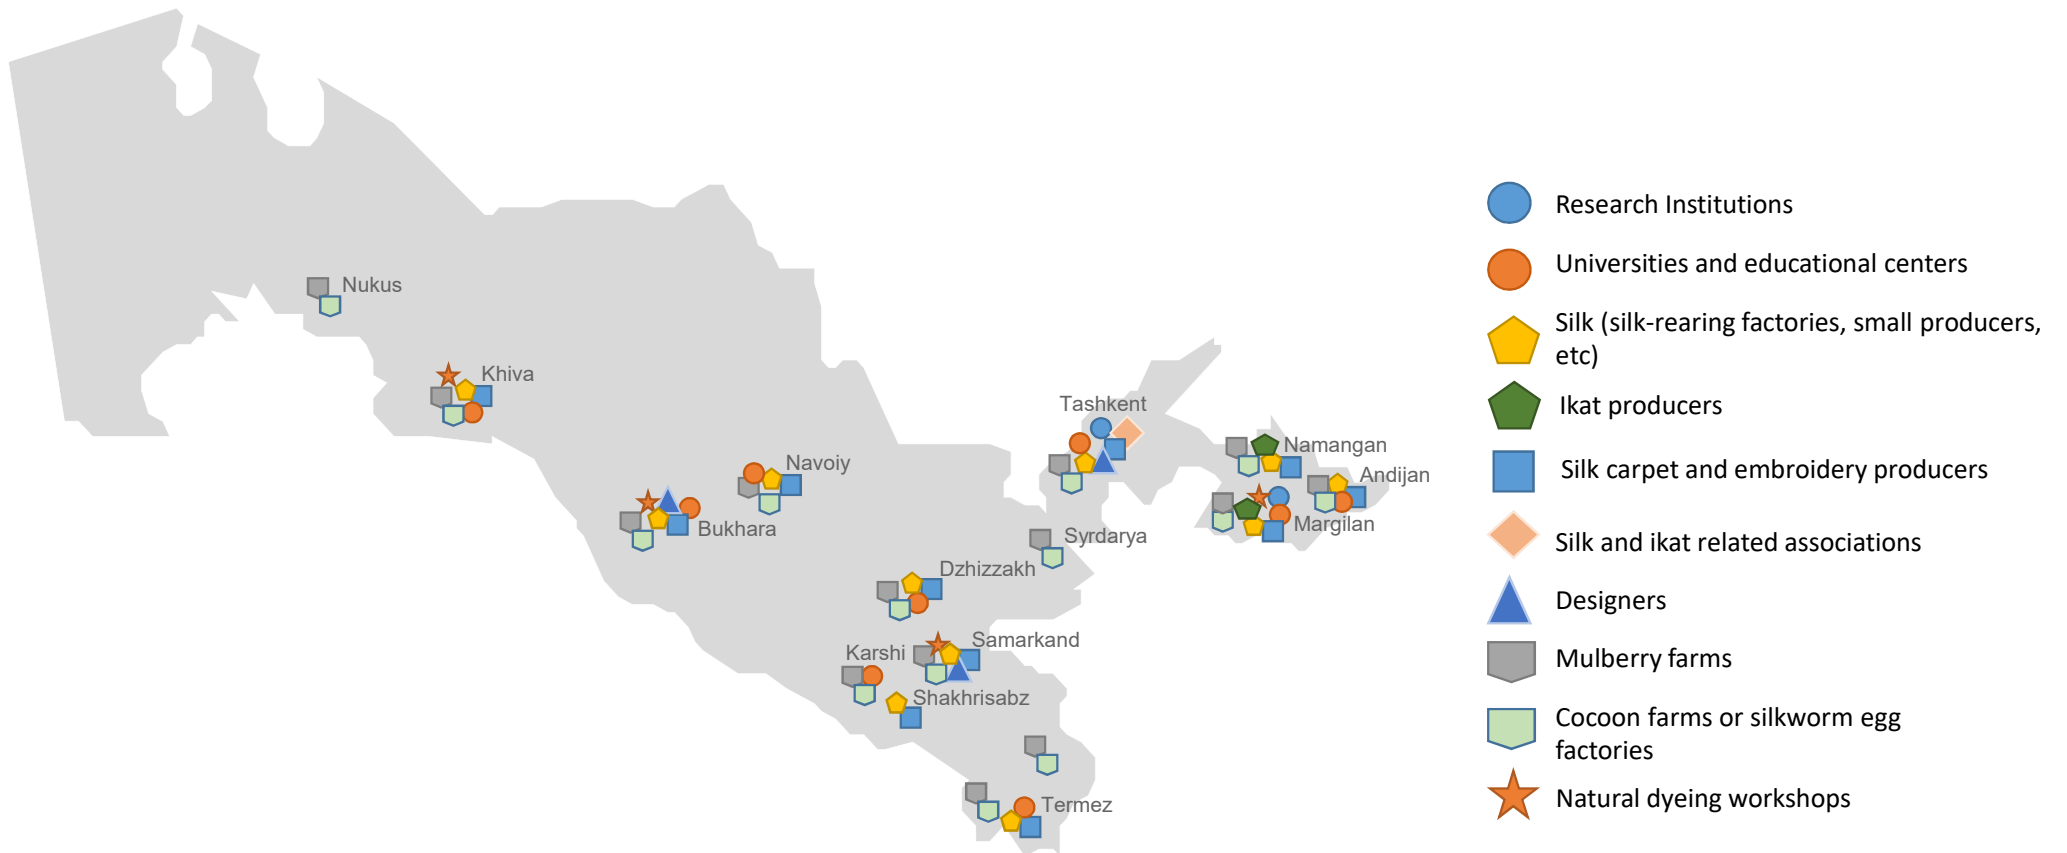 Nukus
Khiva
Navoiy
Bukhara
Tashkent
Namangan
Andijan
Margilan
Syrdarya
Dzhizzakh
Samarkand
Karshi
Shakhrisabz
Termez
Research Institutions
Universities and educational centers
Silk (silk-rearing factories, small producers,
etc)
Ikat producers
Silk carpet and embroidery producers
Silk and ikat related associations
Designers
Mulberry farms
Cocoon farms or silkworm egg
factories
Natural dyeing workshops